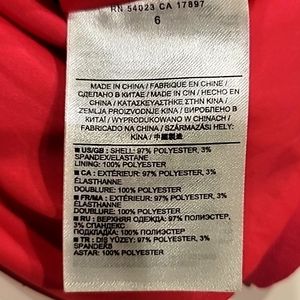 RN 54023 CA 17897
6
MADE IN CHINA / FABRIQUE EN CHINE /
СДЕЛАНО В КИТАЕ / MADE IN CIN / HECHO EN
CHINA / ΚΑΤΑΣΚΕΥΑΣΤΗΚΕ ΣΤΗΝ ΚΙΝΑ /
ZEMLJA PROIZVODNJE KINA / FABRICAT IN
/ WYPRODUKOWANO W CHINACH /
FABRICADO NA CHINA / SZÁRMAZÁSI HELY:
KINA / 中國製造
■ US/GB : SHELL: 97% POLYESTER, 3%
SPANDEX/ELASTANE
LINING: 100% POLYESTER
■ CA : EXTÉRIEUR: 97% POLYESTER, 3%
ÉLASTHANNE
DOUBLURE: 100% POLYESTER
■ FR/MA : EXTÉRIEUR: 97% POLYESTER, 3%
ÉLASTHANNE
DOUBLURE: 100% POLYESTER
■ RU : ВЕРХНЯЯ ОДЕЖДА: 97% ПОЛИЭСТЕР,
3% СПАНДЕКС
ПОДКЛАДКА: 100% ПОЛИЭСТЕР
■ TR : DIŞ YÜZEY: 97% POLYESTER, 3%
SPANDEKS
ASTAR: 100% POLYESTER